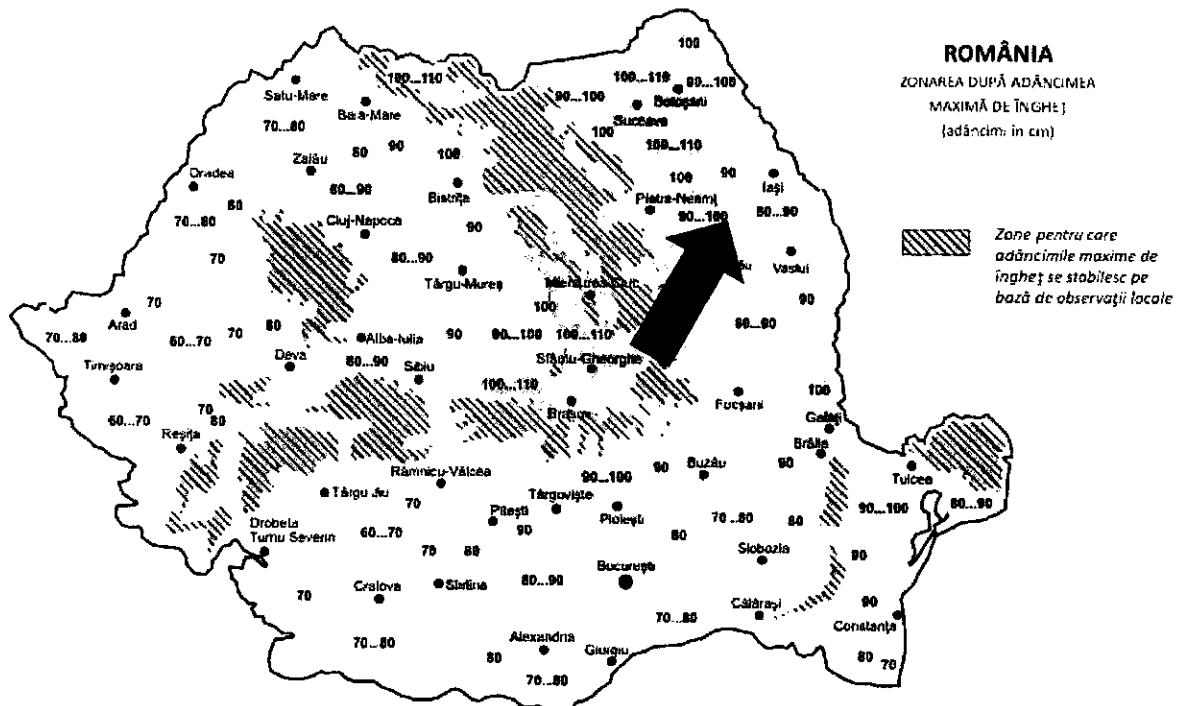 ROMÂNIA
ZONAREA DUPĂ ADÂNCIMEA
MAXIMĂ DE ÎNGHEȚ
(adâncimi în cm)
Zone pentru care
adâncimile maxime de
îngheț se stabilesc pe
bază de observații locale
100
100...110
100...110
90...100
90...100
Satu-Mare
Baia-Mare
Botoșani
Suceava
70...80
100
80
90
100
100...110
Zalău
100
90
Iași
Oradea
80...90
Bistrița
Piatra-Neamț
80
70...80
90...100
80...90
Cluj-Napoca
90
70
80...90
Târgu-Mureș
Vaslui
Miercurea-Ciuc
100
90
70
Arad
70...80
60...70
70
80
Alba-Iulia
90
90...100
100...110
80...90
Timișoara
Deva
80...90
Sibiu
Sfântu-Gheorghe
100...110
100
Brașov
Focșani
60...70
70
80
Galați
Reșița
Brăila
Râmnicu-Vâlcea
90...100
90
Buzău
90
Tulcea
Târgu Jiu
70
Târgoviște
Pitești
Ploiești
90
70...80
80
90...100
80...90
Drobeta
Turnu Severin
60...70
80
70
80
Slobozia
90
București
80...90
Craiova
Slatina
70
Călărași
90
70...80
Constanța
70...80
Alexandria
80
Giurgiu
80
70
70...80